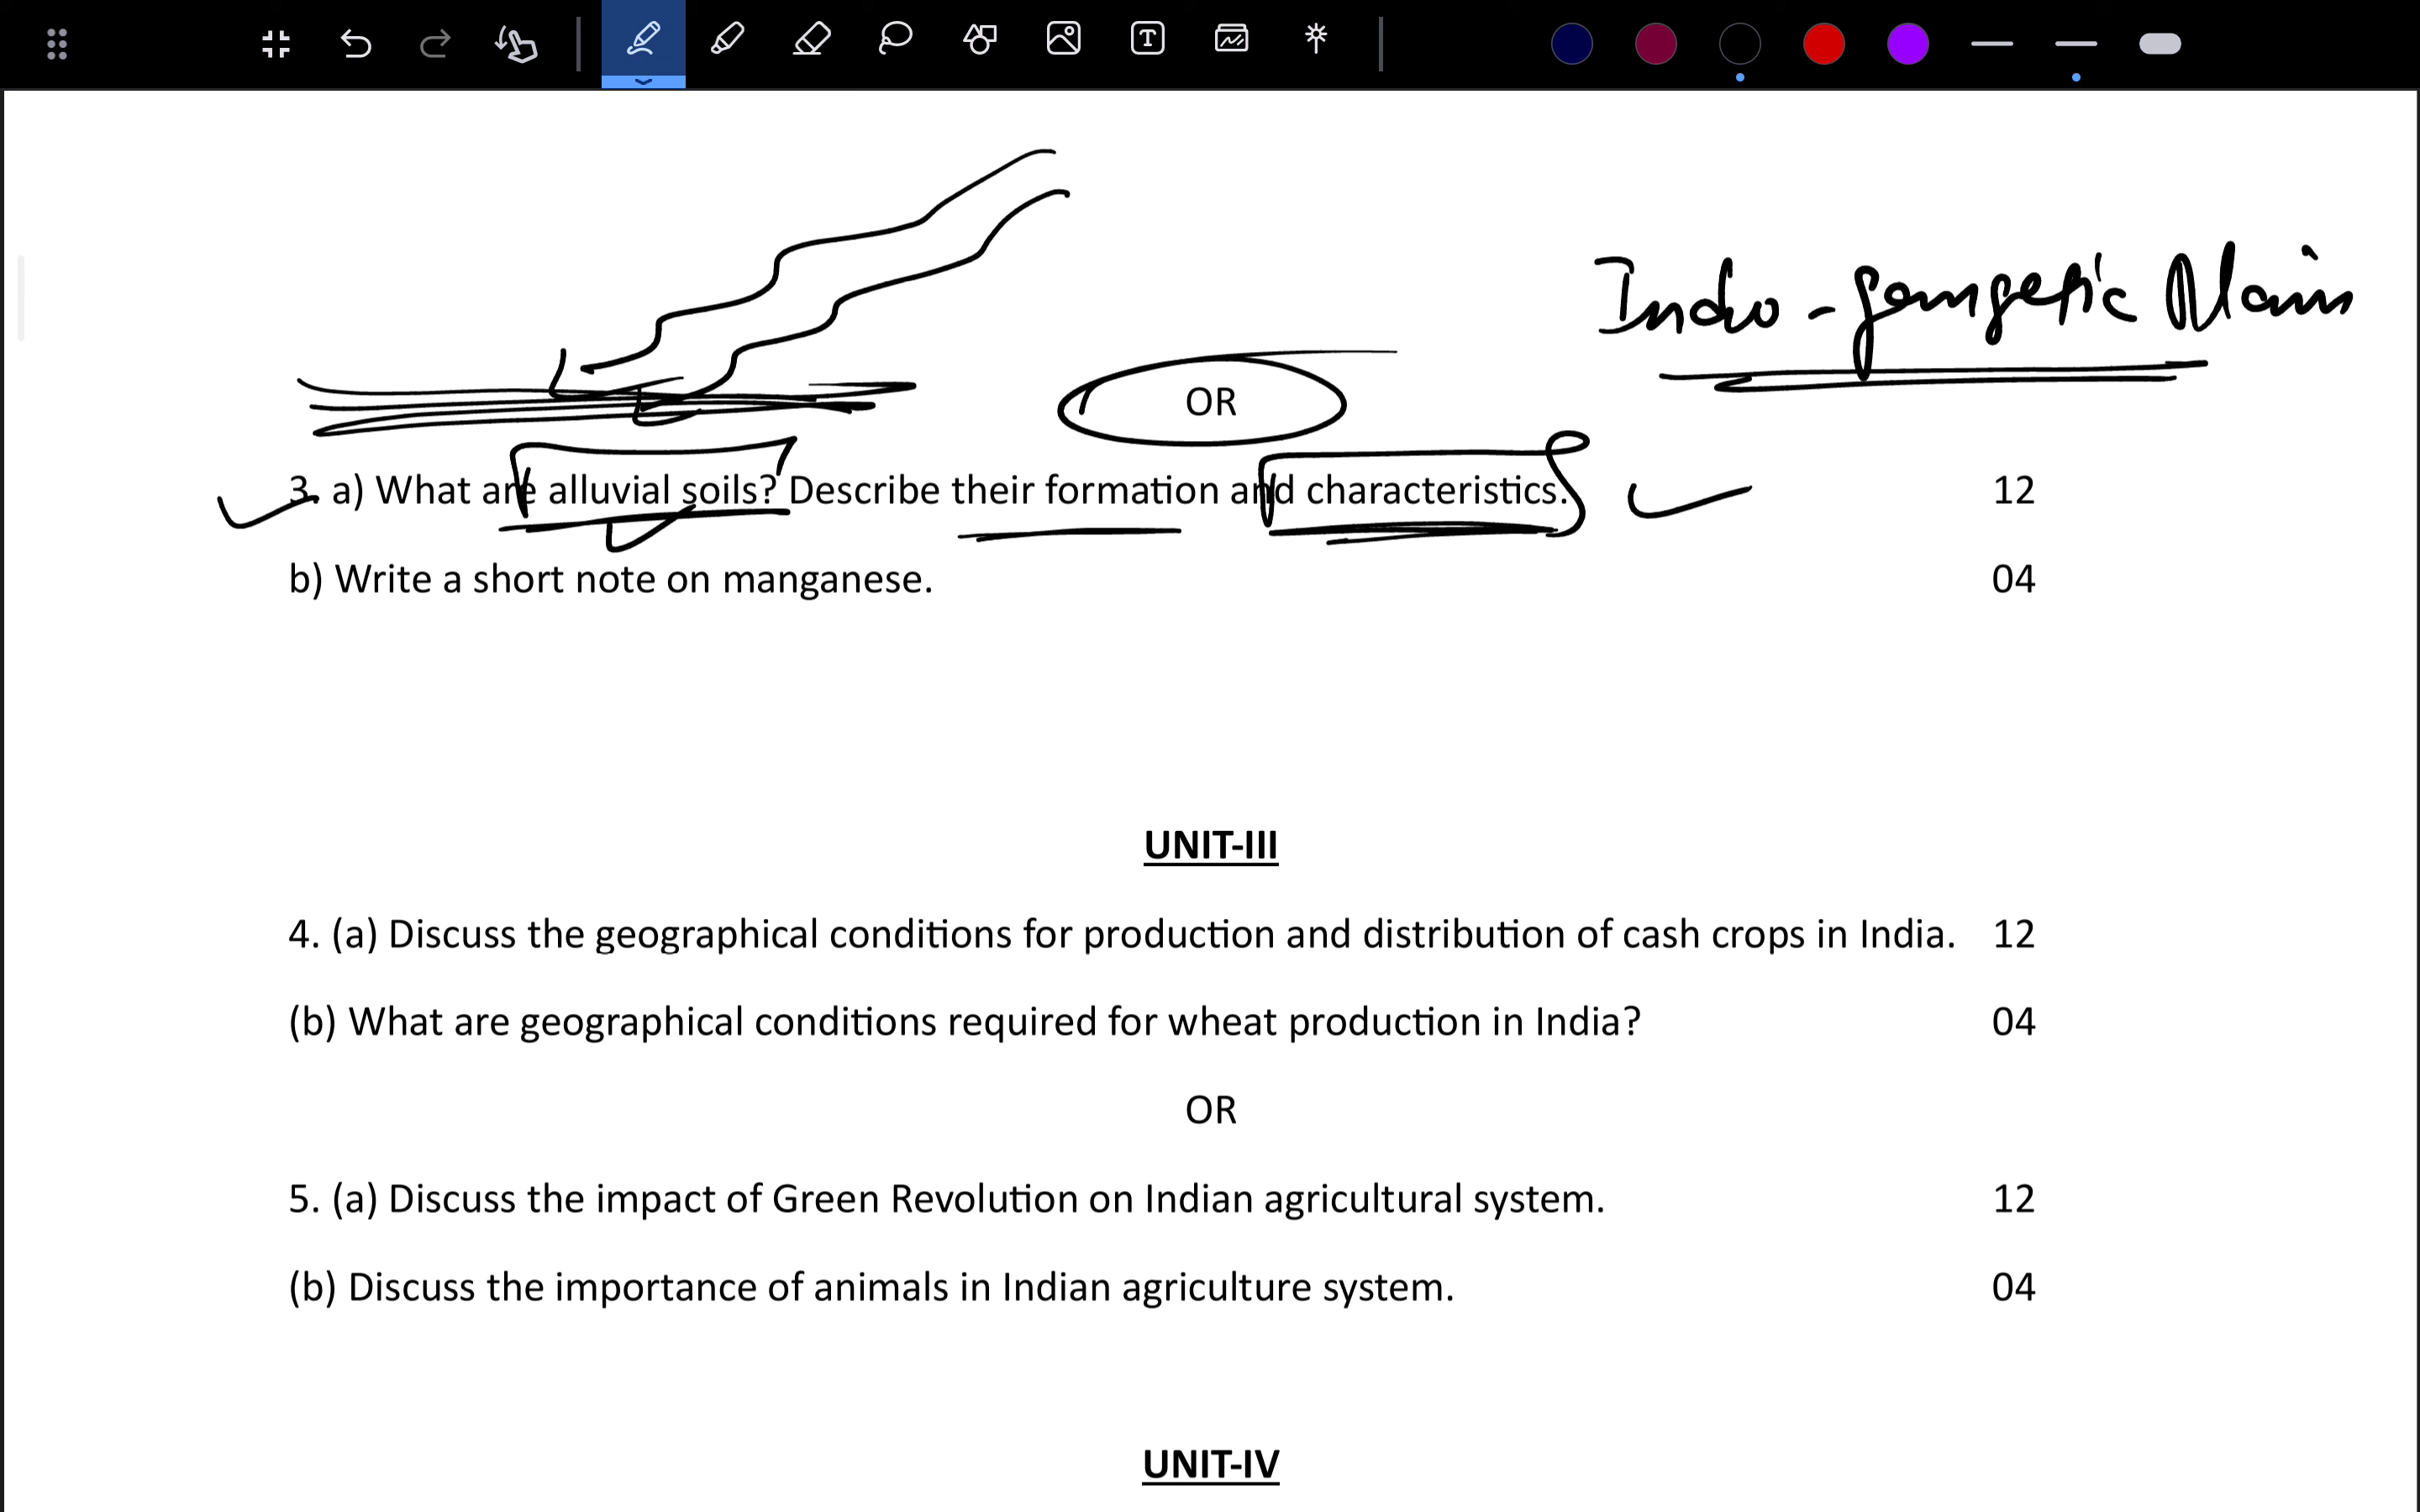 Indo-gangetic Plain
OR
3. a) What are alluvial soils? Describe their formation and characteristics. 12
b) Write a short note on manganese. 04
UNIT-III
4. (a) Discuss the geographical conditions for production and distribution of cash crops in India. 12
(b) What are geographical conditions required for wheat production in India? 04
OR
5. (a) Discuss the impact of Green Revolution on Indian agricultural system. 12
(b) Discuss the importance of animals in Indian agriculture system. 04
UNIT-IV